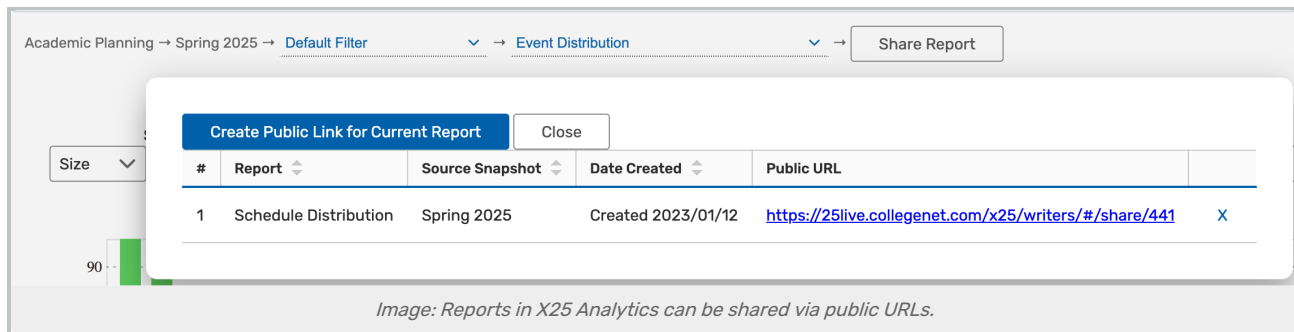 Academic Planning → Spring 2025 → Default Filter → Event Distribution → Share Report
Create Public Link for Current Report Close
Size
# Report Source Snapshot Date Created Public URL
1 Schedule Distribution Spring 2025 Created 2023/01/12 https://25live.collegenet.com/x25/writers/#/share/441 X
90
Image: Reports in X25 Analytics can be shared via public URLs.